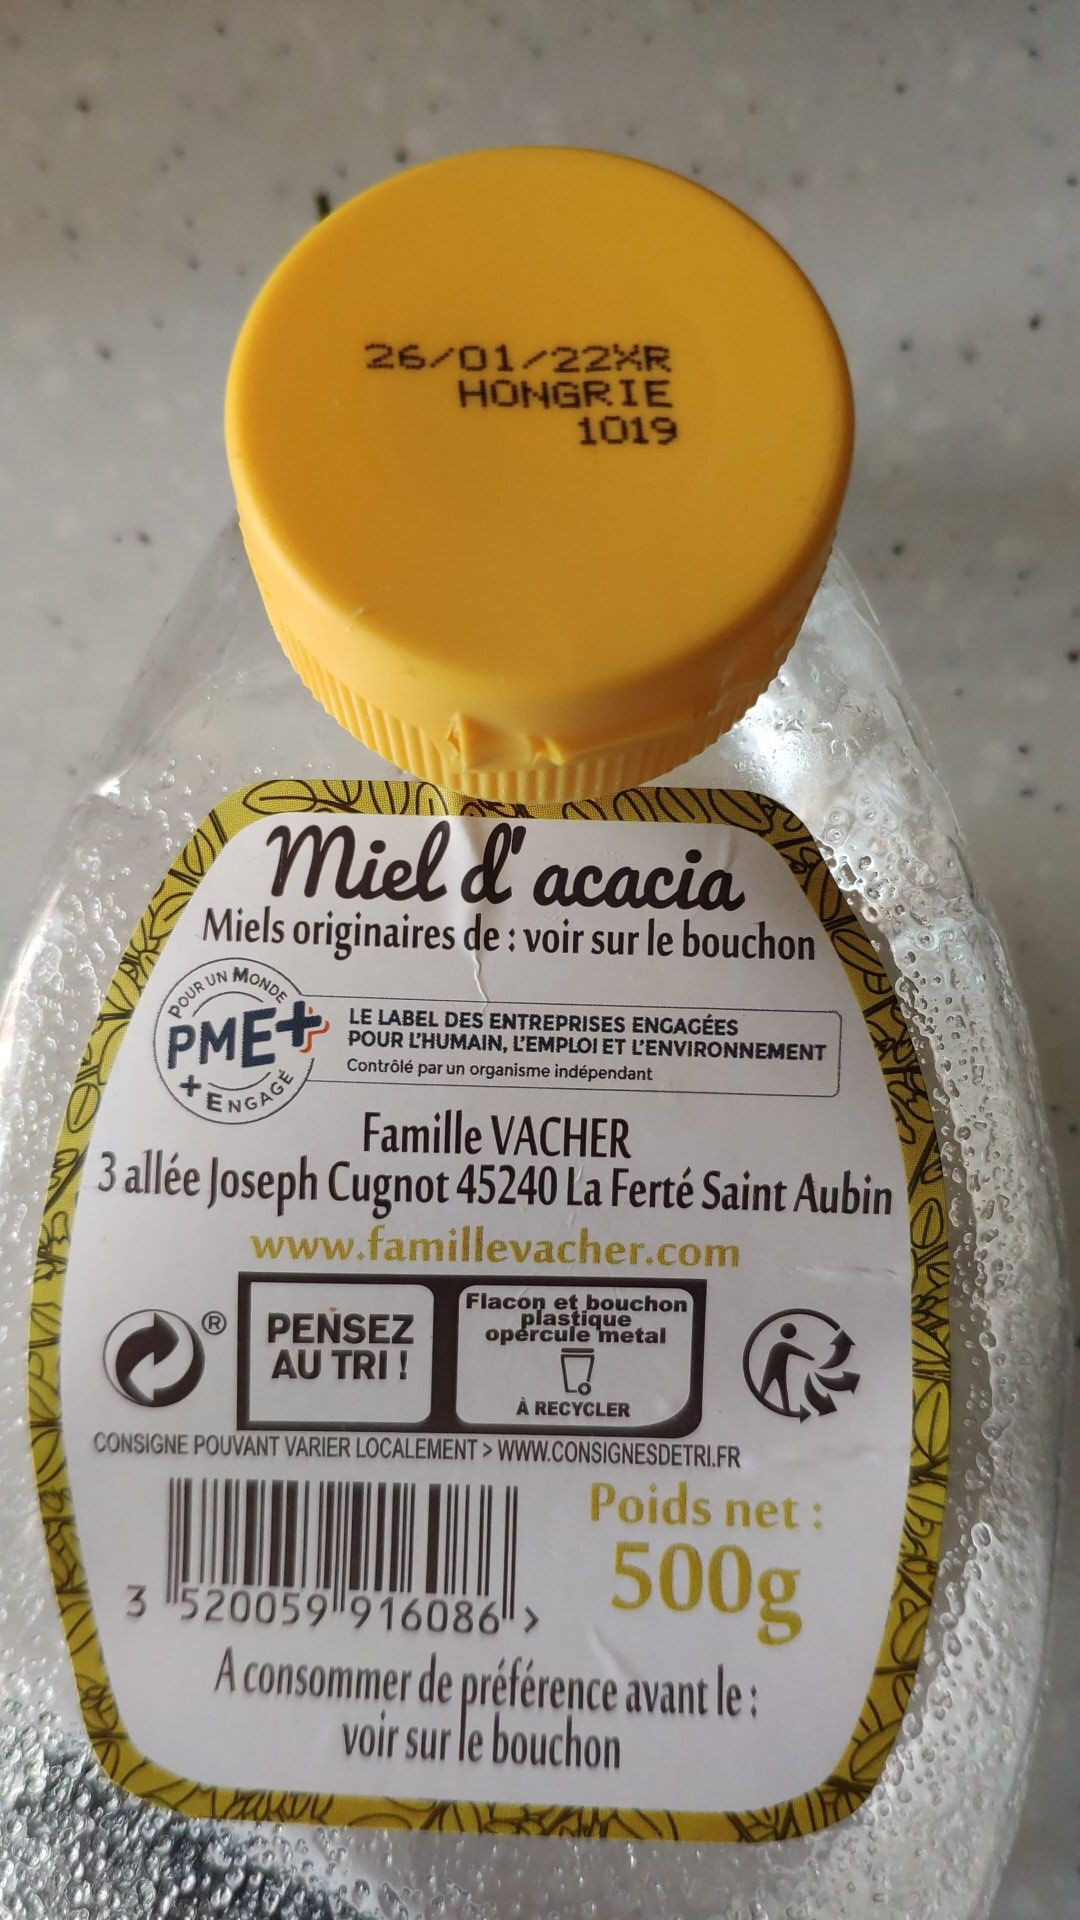 26/01/22XR
HONGRIE
1019
Miel d'acacia
Miels originaires de : voir sur le bouchon
POUR UN MONDE
PME+
+ ENGAGÉ
LE LABEL DES ENTREPRISES ENGAGÉES
POUR L'HUMAIN, L'EMPLOI ET L'ENVIRONNEMENT
Contrôlé par un organisme indépendant
Famille VACHER
3 allée Joseph Cugnot 45240 La Ferté Saint Aubin
www.famillevacher.com
®
PENSEZ
AU TRI !
Flacon et bouchon
plastique
opercule metal
À RECYCLER
CONSIGNE POUVANT VARIER LOCALEMENT > WWW.CONSIGNESDETRI.FR
Poids net :
500g
3 520059 916086 >
A consommer de préférence avant le :
voir sur le bouchon